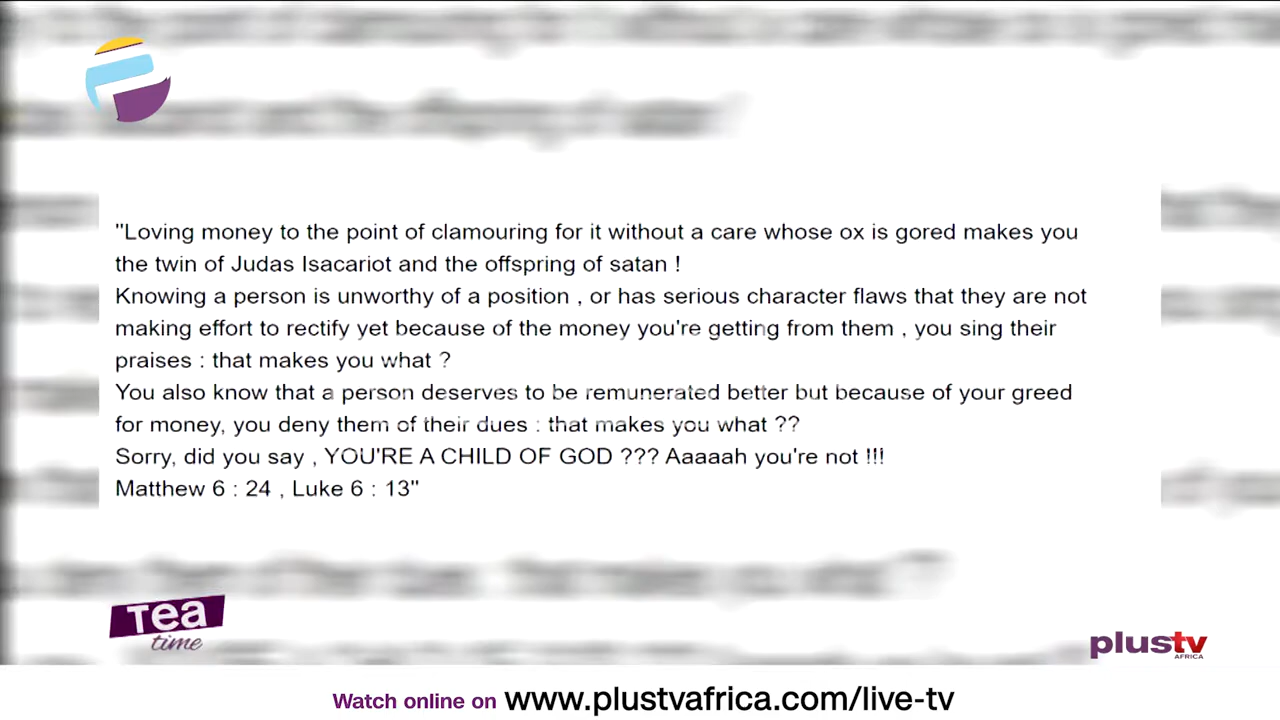 "Loving money to the point of clamouring for it without a care whose ox is gored makes you
the twin of Judas Isacariot and the offspring of satan !
Knowing a person is unworthy of a position , or has serious character flaws that they are not
making effort to rectify yet because of the money you're getting from them , you sing their
praises : that makes you what ?
You also know that a person deserves to be remunerated better but because of your greed
for money, you deny them of their dues : that makes you what ??
Sorry, did you say , YOU'RE A CHILD OF GOD ??? Aaaaah you're not !!!
Matthew 6 : 24 , Luke 6 : 13"
Tea
time
plustv
AFRICA
Watch online on www.plustvafrica.com/live-tv